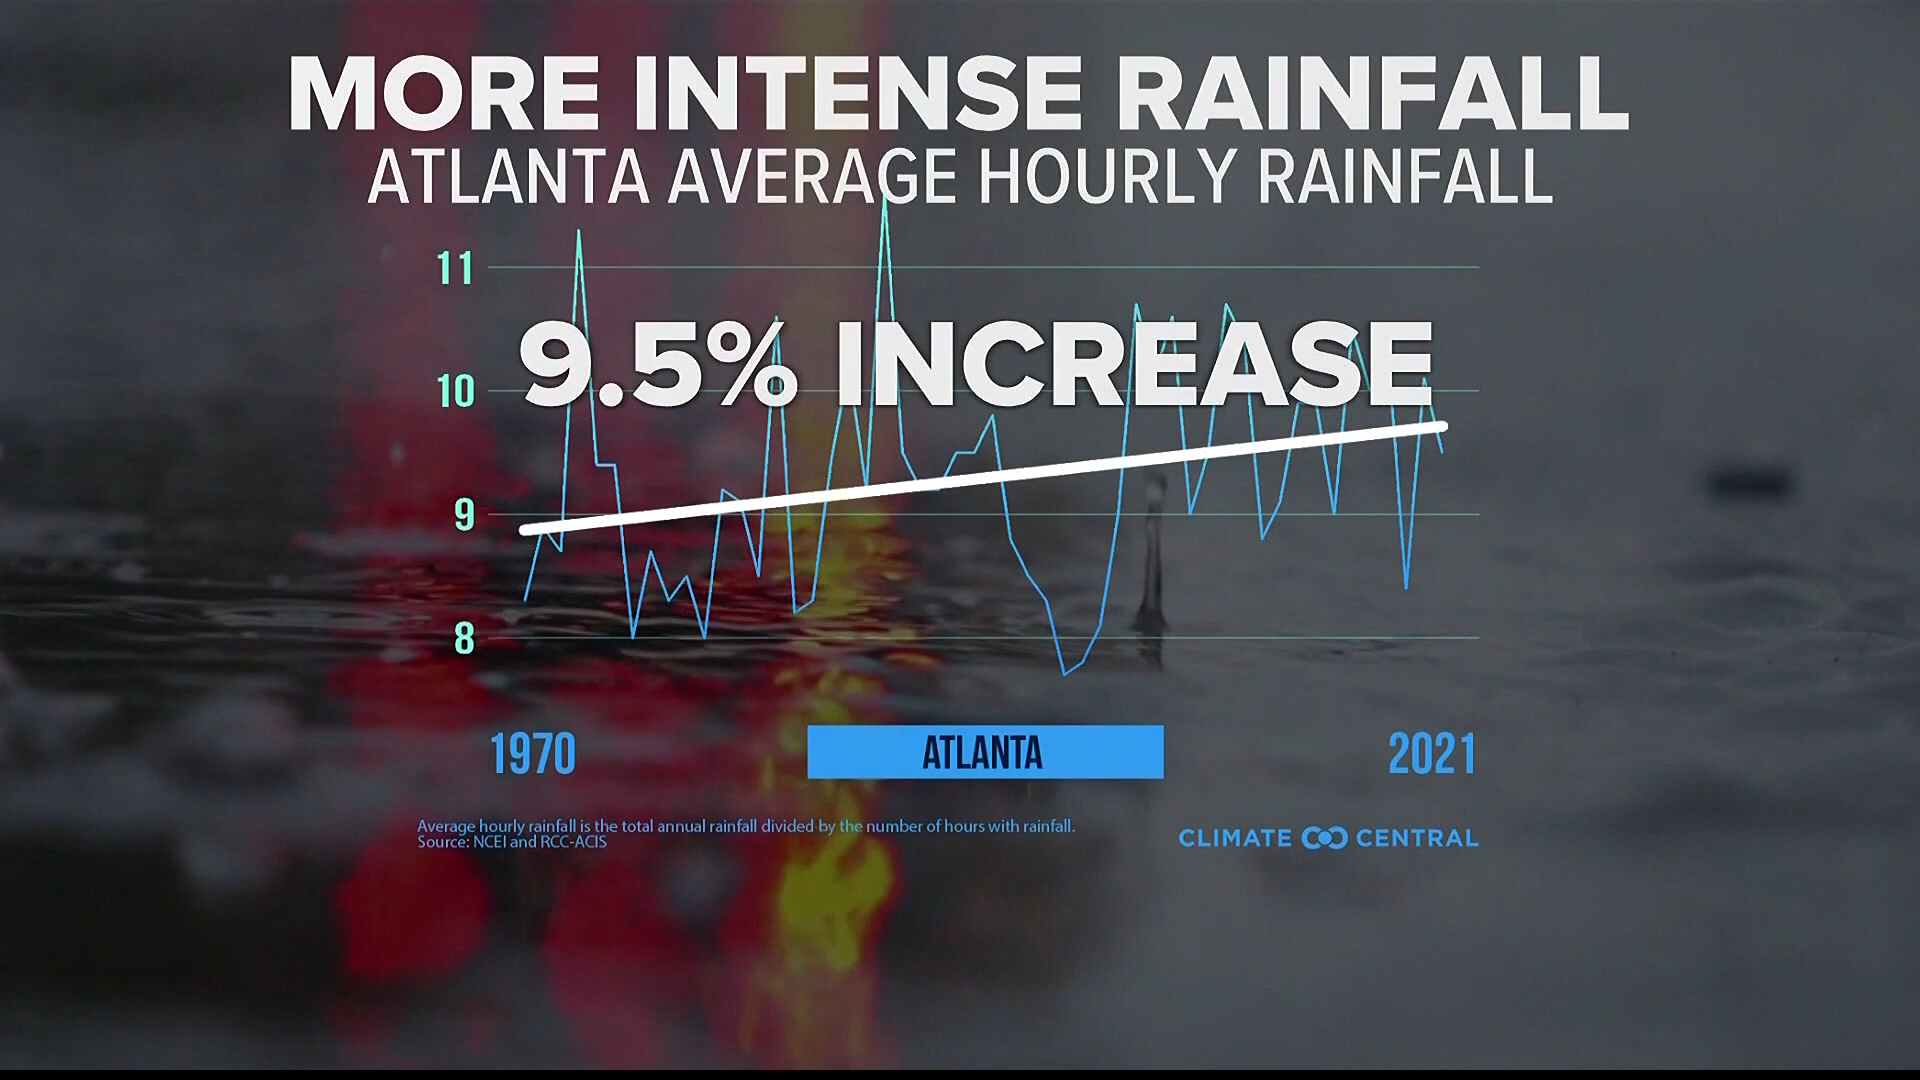 MORE INTENSE RAINFALL
ATLANTA AVERAGE HOURLY RAINFALL
11
9.5% INCREASE
10
9
8
1970
ATLANTA
2021
Average hourly rainfall is the total annual rainfall divided by the number of hours with rainfall.
Source: NCEI and RCC-ACIS
CLIMATE CENTRAL